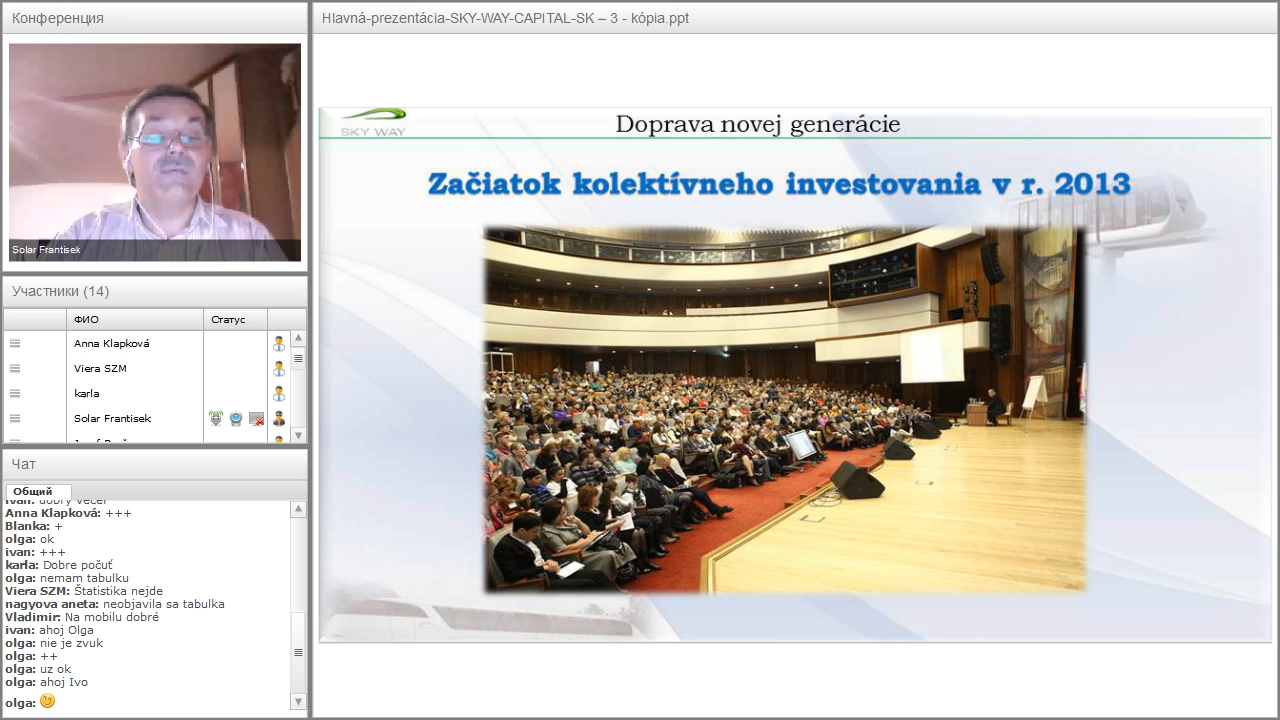 Конференция
Solar Frantisek
Участники (14)
ФИО
Статус
Anna Klapková
Viera SZM
karla
Solar Frantisek
Чат
Общий
ivan: dobrý večer
Anna Klapková: +++
Blanka: +
olga: ok
ivan: +++
karla: Dobre počuť
olga: nemam tabulku
Viera SZM: Štatistika nejde
nagyova aneta: neobjavila sa tabulka
Vladimir: Na mobilu dobré
ivan: ahoj Olga
olga: nie je zvuk
olga: ++
olga: uz ok
olga: ahoj Ivo
olga:
Hlavná-prezentácia-SKY-WAY-CAPITAL-SK – 3 - kópia.ppt
SKY WAY
Doprava novej generácie
Začiatok kolektívneho investovania v r. 2013